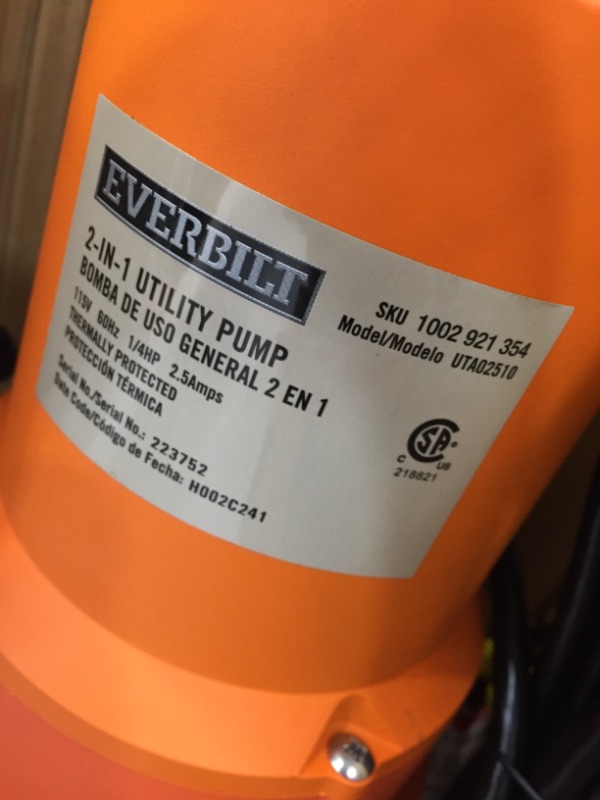 EVERBILT
2-IN-1 UTILITY PUMP
BOMBA DE USO GENERAL 2 EN 1
115V 60HZ 1/4HP 2.5Amps
THERMALLY PROTECTED
PROTECCIÓN TÉRMICA
Serial No./Serial No.: 223752
Date Code/Código de Fecha: H002C241
SKU 1002 921 354
Model/Modelo UTA02510
CSA®
C US
218821